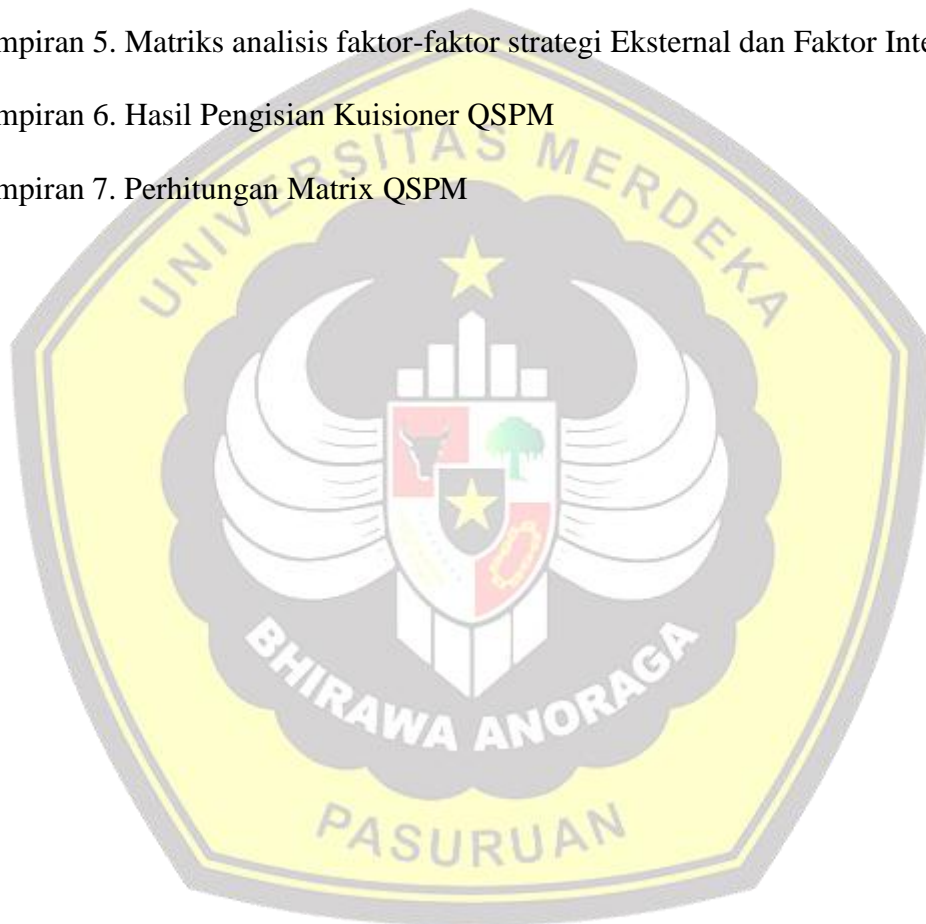 mpiran 5. Matriks analisis faktor-faktor strategi Eksternal dan Faktor Inte
mpiran 6. Hasil Pengisian Kuisioner QSPM
mpiran 7. Perhitungan Matrix QSPM
UNIVERSITAS MERDEKA
BHIRAWA ANORAGA
PASURUAN